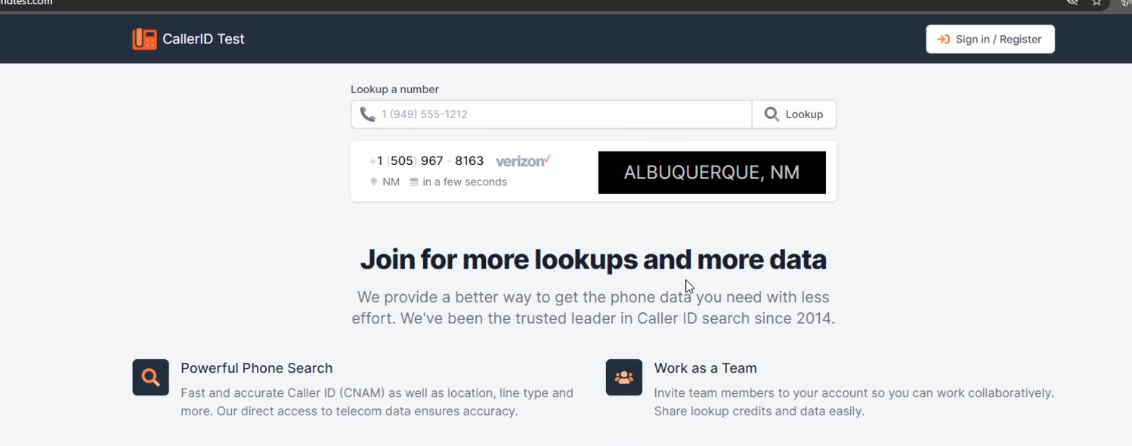 ndtest.com
CallerID Test
Sign in / Register
Lookup a number
1 (949) 555-1212
Lookup
+1 (505) 967 - 8163 verizon✓
NM in a few seconds
ALBUQUERQUE, NM
Join for more lookups and more data
We provide a better way to get the phone data you need with less
effort. We've been the trusted leader in Caller ID search since 2014.
Powerful Phone Search
Fast and accurate Caller ID (CNAM) as well as location, line type and
more. Our direct access to telecom data ensures accuracy.
Work as a Team
Invite team members to your account so you can work collaboratively.
Share lookup credits and data easily.